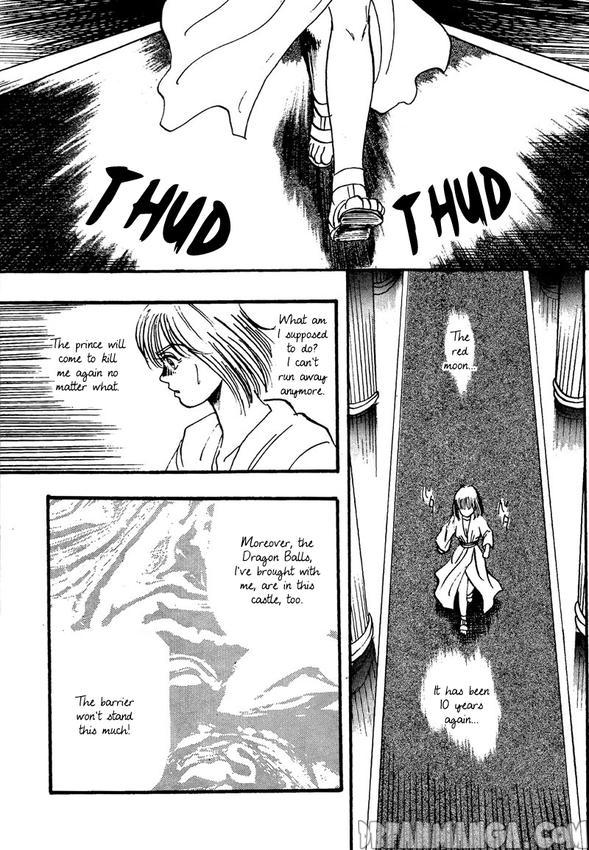 THUD
THUD
The
red
moon...
It has been
10 years
again...
What am
I supposed
to do?
I can't
run away
anymore.
The prince will
come to kill
me again no
matter what.
Moreover, the
Dragon Balls,
I've brought with
me, are in this
castle, too.
The barrier
won't stand
this much!
DBFANMANGA.COM